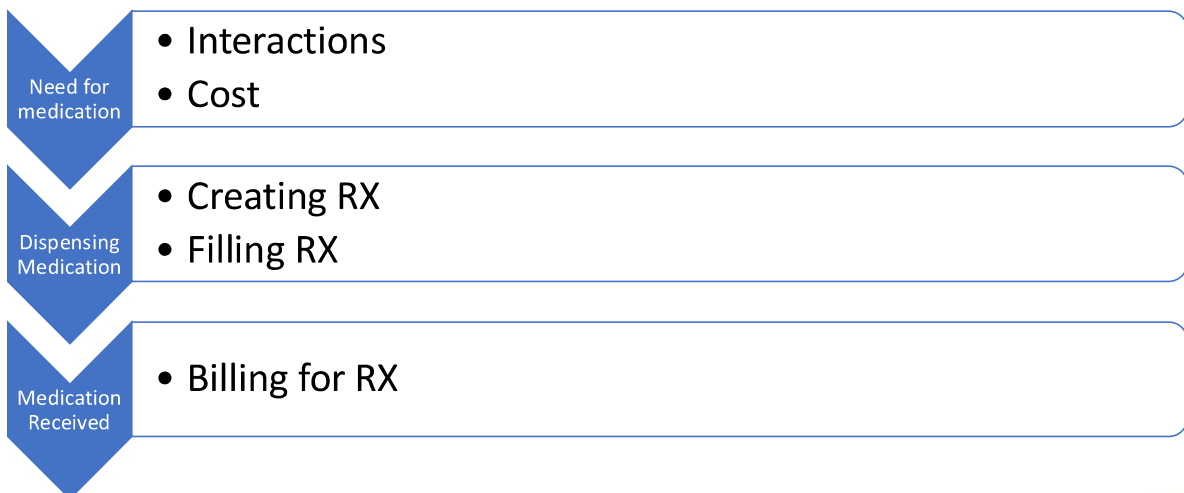 Need for
medication
• Interactions
• Cost
Dispensing
Medication
• Creating RX
• Filling RX
Medication
Received
• Billing for RX